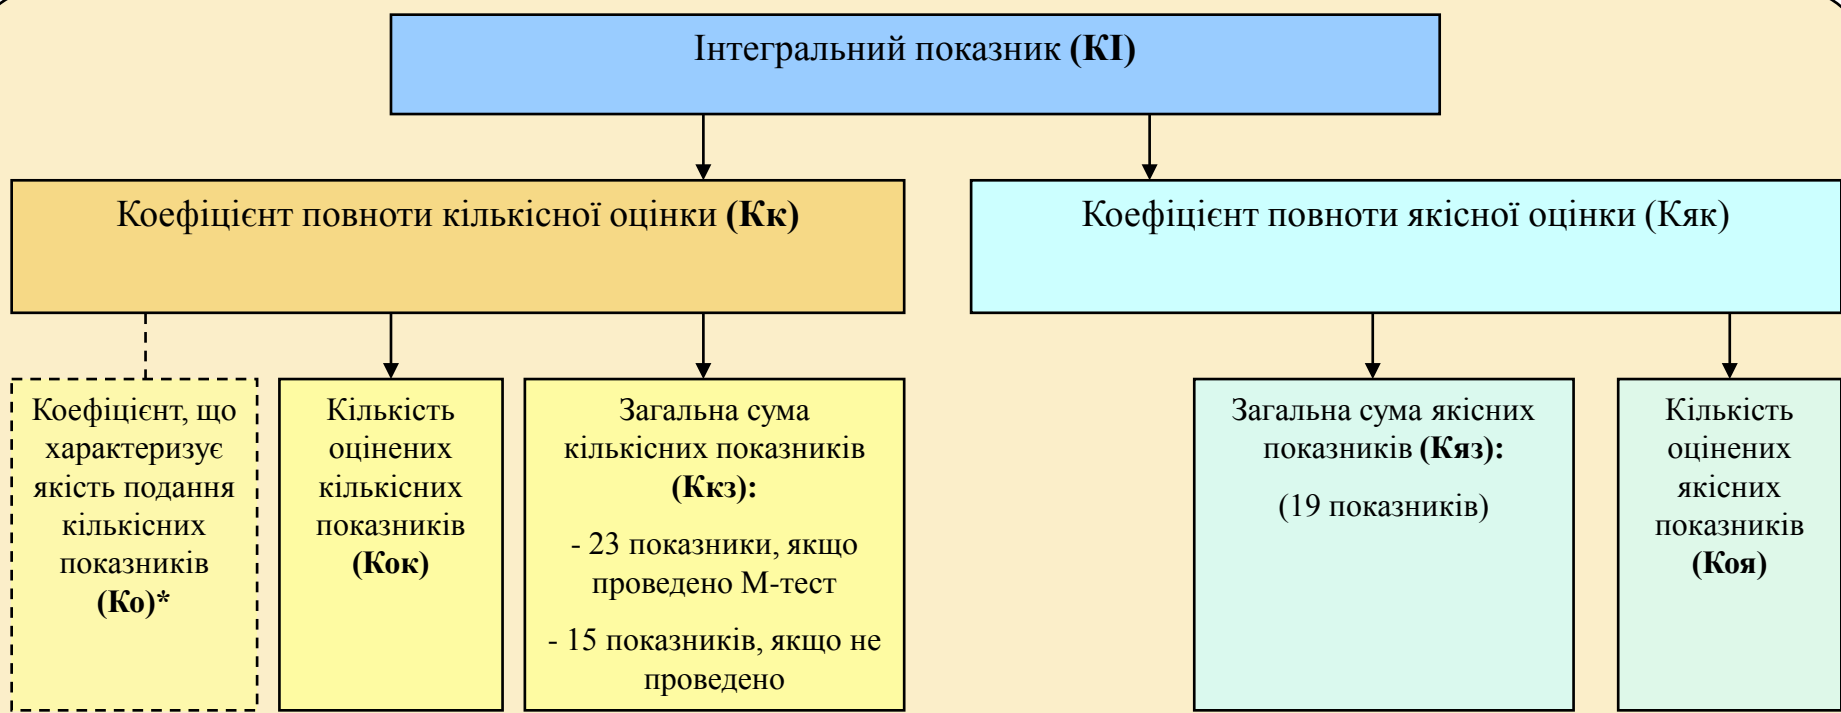 Інтегральний показник (КІ)
Коефіцієнт повноти кількісної оцінки (Кк)
Коефіцієнт повноти якісної оцінки (Кяк)
Коефіцієнт, що
характеризує
якість подання
кількісних
показників
(Ко)*
Кількість
оцінених
кількісних
показників
(Кок)
Загальна сума
кількісних показників
(Ккз):
- 23 показники, якщо
проведено М-тест
- 15 показників, якщо не
проведено
Загальна сума якісних
показників (Кяз):
(19 показників)
Кількість
оцінених
якісних
показників
(Коя)